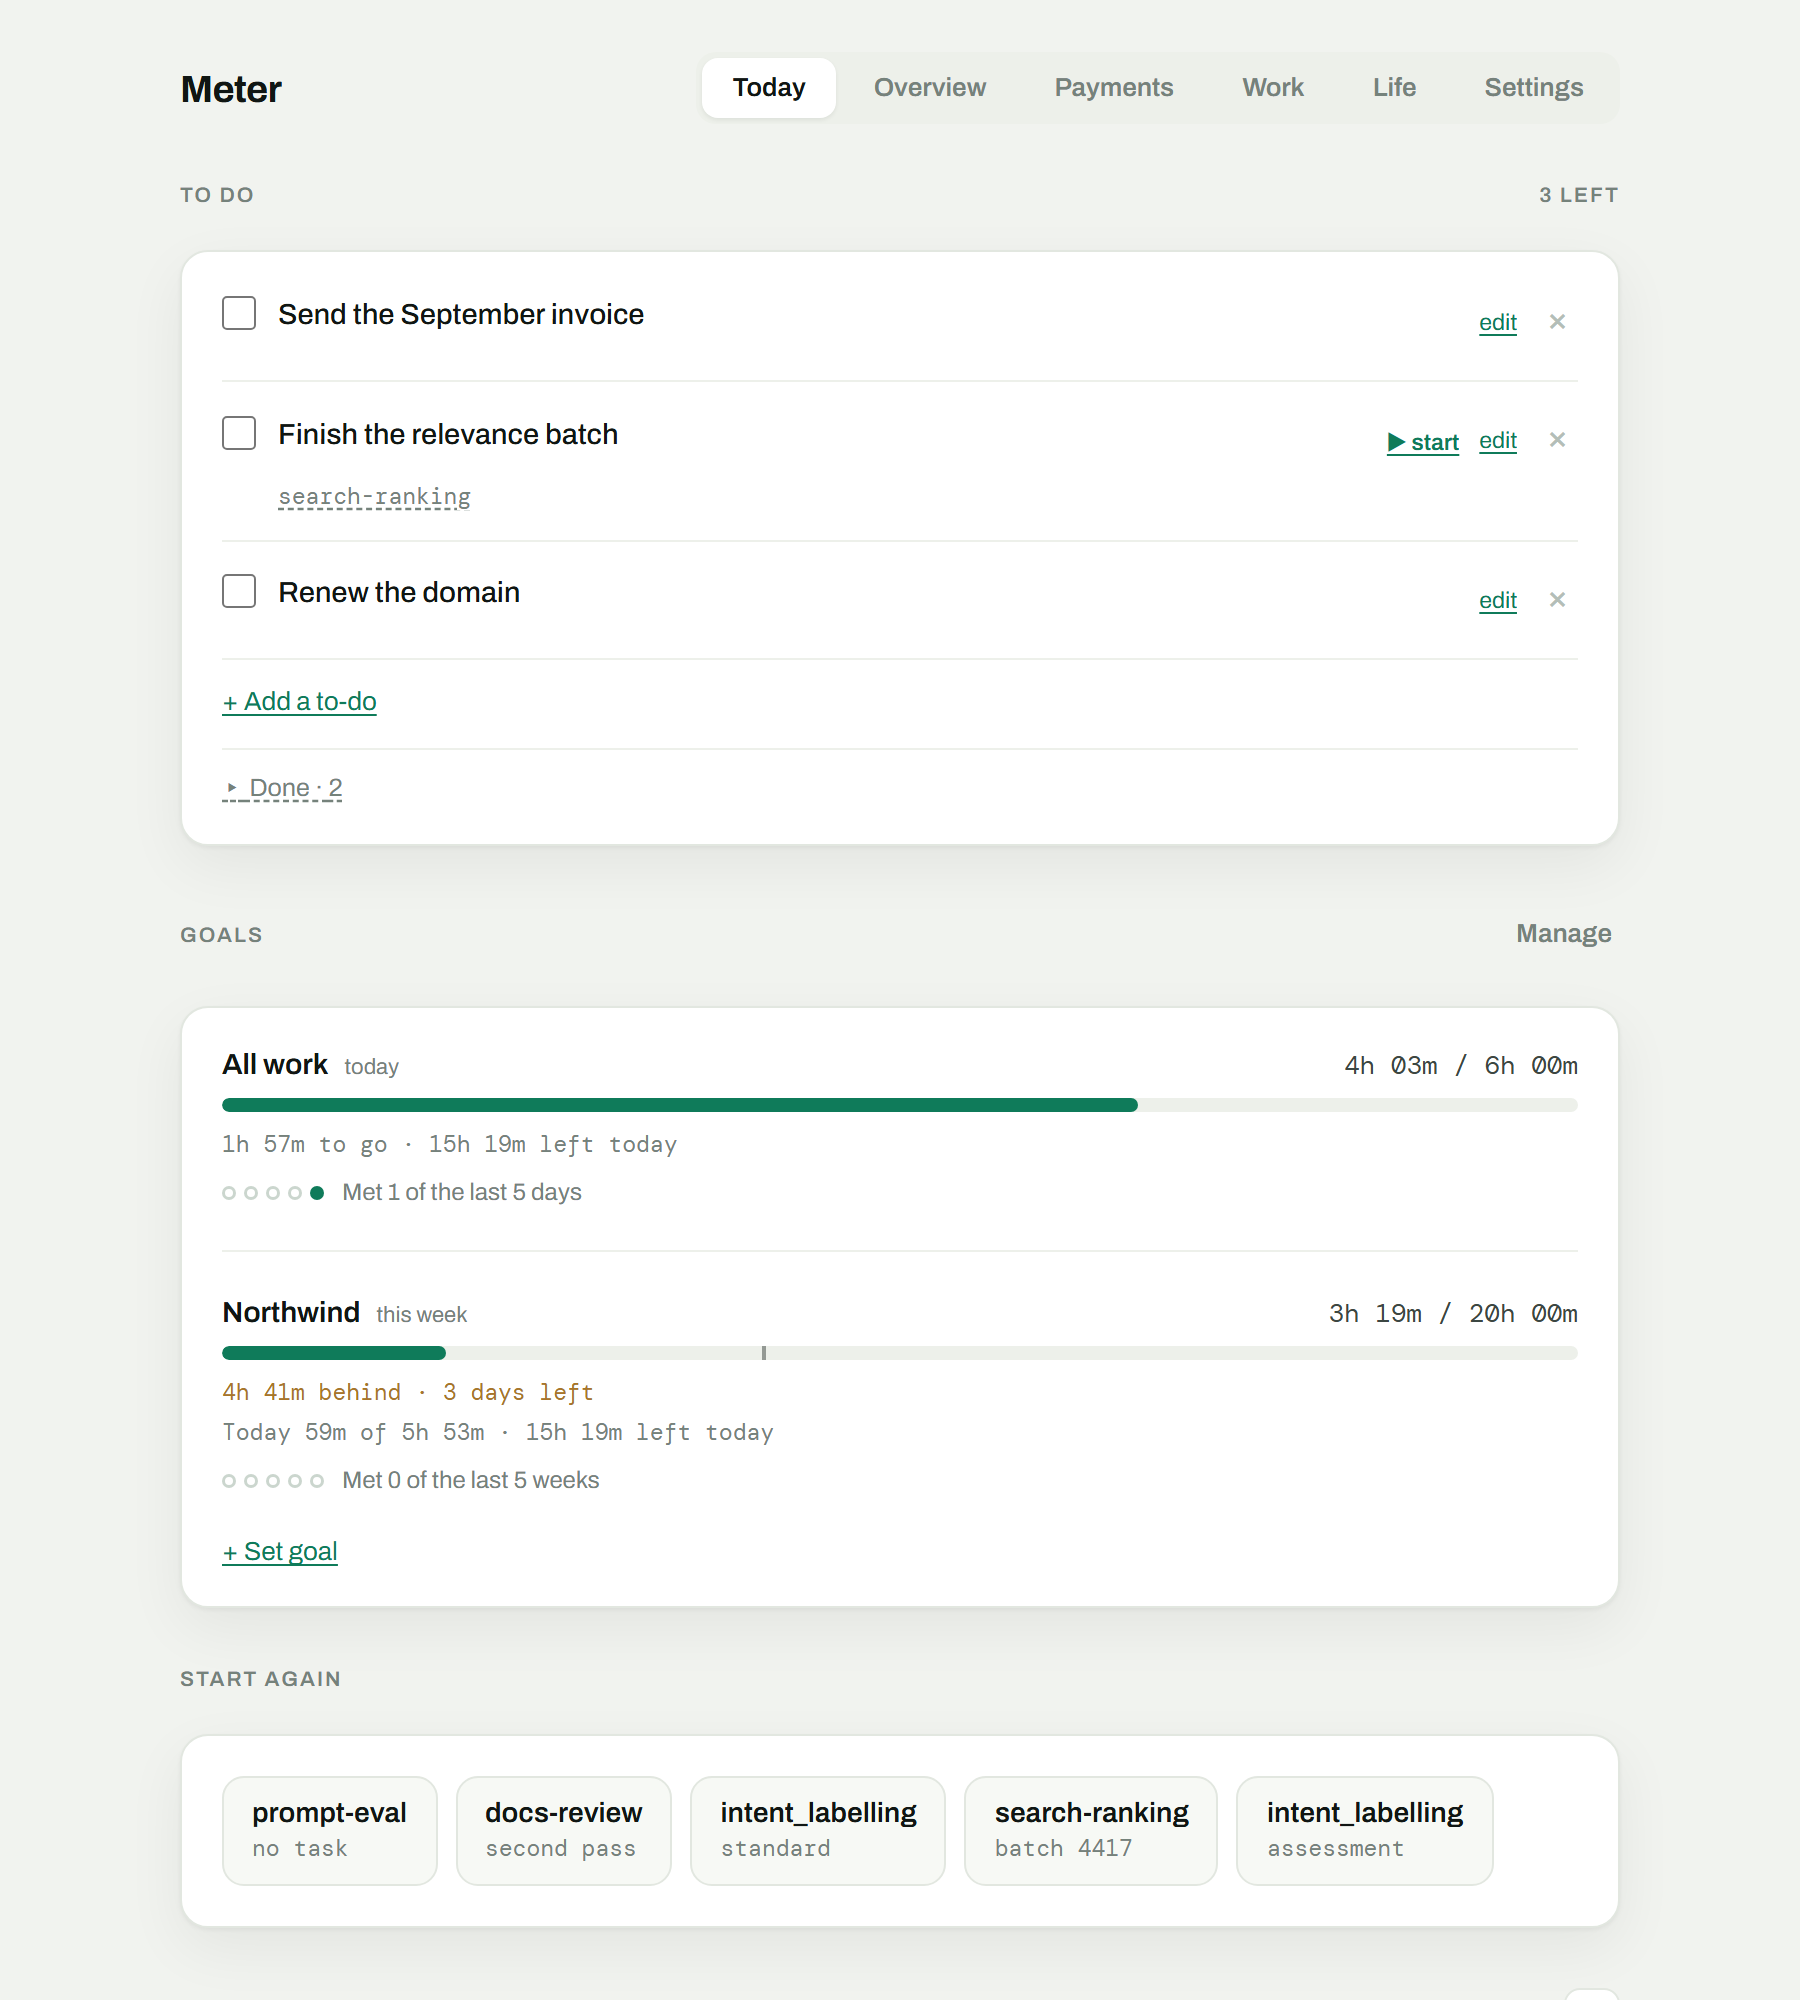 Meter
Today Overview Payments Work Life Settings
TO DO 3 LEFT
Send the September invoice edit ×
Finish the relevance batch ▶ start edit ×
search-ranking
Renew the domain edit ×
+ Add a to-do
▸ Done · 2
GOALS Manage
All work today 4h 03m / 6h 00m
1h 57m to go · 15h 19m left today
Met 1 of the last 5 days
Northwind this week 3h 19m / 20h 00m
4h 41m behind · 3 days left
Today 59m of 5h 53m · 15h 19m left today
Met 0 of the last 5 weeks
+ Set goal
START AGAIN
prompt-eval docs-review intent_labelling search-ranking intent_labelling
no task second pass standard batch 4417 assessment